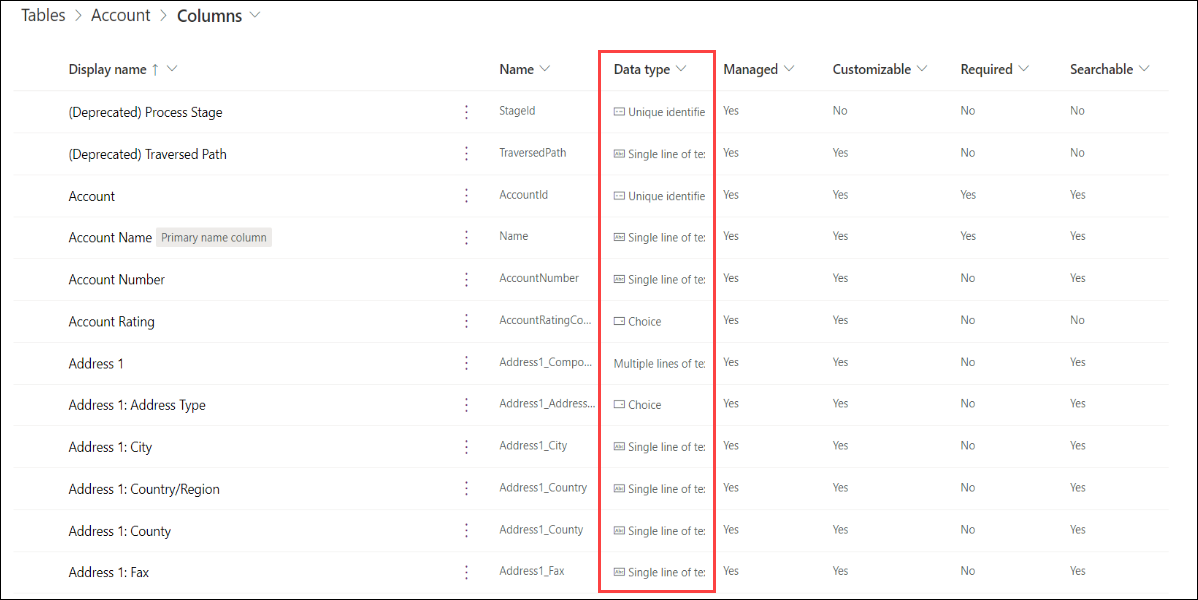 Tables > Account > Columns
Display name ↑ Name Data type Managed Customizable Required Searchable
(Deprecated) Process Stage StageId Unique identifie Yes No No No
(Deprecated) Traversed Path TraversedPath Abc Single line of te Yes Yes No No
Account AccountId Unique identifie Yes Yes Yes Yes
Account Name Primary name column Name Abc Single line of te Yes Yes Yes Yes
Account Number AccountNumber Abc Single line of te Yes Yes No Yes
Account Rating AccountRatingCo... Choice Yes Yes No No
Address 1 Address1_Compo... Multiple lines of te Yes Yes No Yes
Address 1: Address Type Address1_Address... Choice Yes Yes No Yes
Address 1: City Address1_City Abc Single line of te Yes Yes No Yes
Address 1: Country/Region Address1_Country Abc Single line of te Yes Yes No Yes
Address 1: County Address1_County Abc Single line of te Yes Yes No Yes
Address 1: Fax Address1_Fax Abc Single line of te Yes Yes No Yes